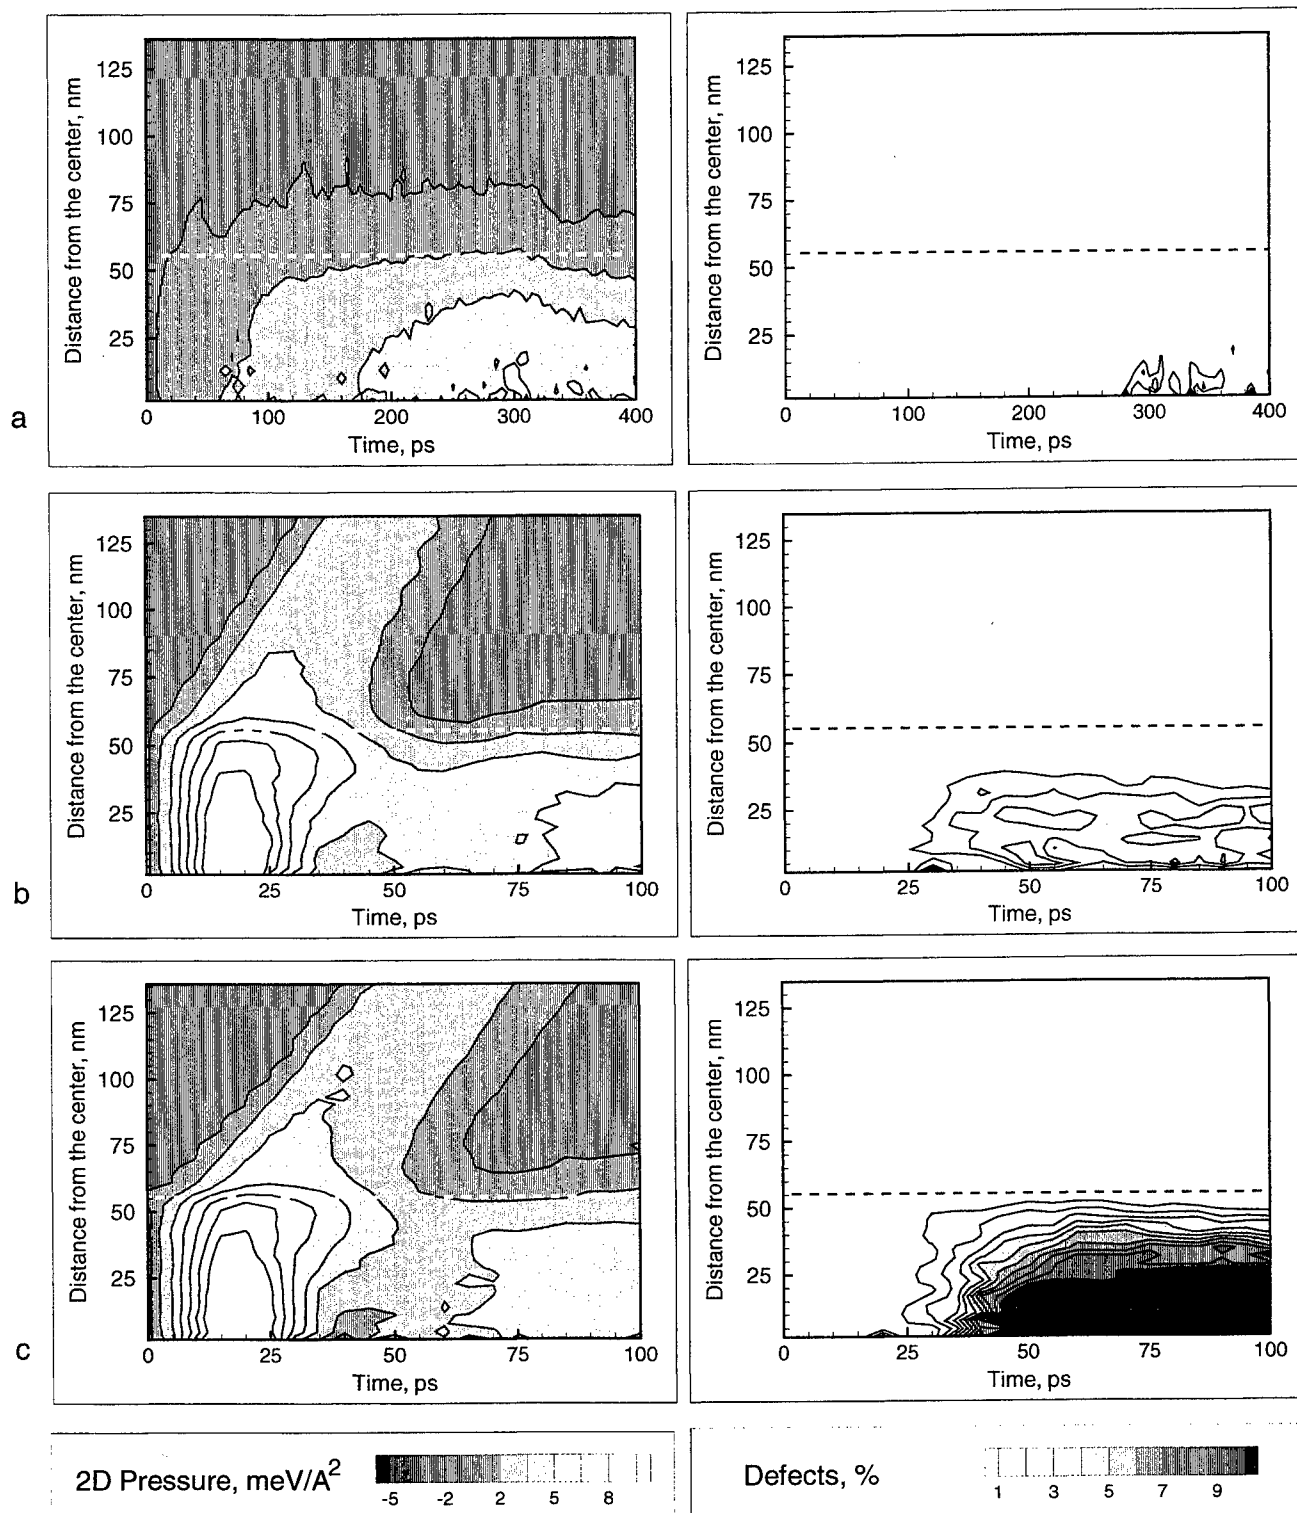 a
Distance from the center, nm
125
100
75
50
25
0 100 200 300 400
Time, ps
Distance from the center, nm
125
100
75
50
25
0 100 200 300 400
Time, ps
b
Distance from the center, nm
125
100
75
50
25
0 25 50 75 100
Time, ps
Distance from the center, nm
125
100
75
50
25
0 25 50 75 100
Time, ps
c
Distance from the center, nm
125
100
75
50
25
0 25 50 75 100
Time, ps
Distance from the center, nm
125
100
75
50
25
0 25 50 75 100
Time, ps
2D Pressure, meV/A²
-5 -2 2 5 8
Defects, %
1 3 5 7 9